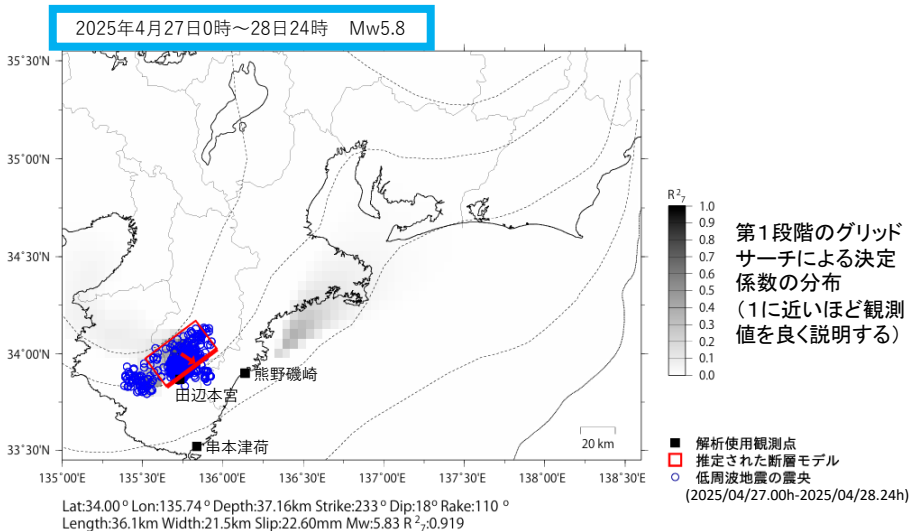 2025年4月27日0時～28日24時　Mw5.8
35°30'N
35°00'N
34°30'N
34°00'N
33°30'N
135°00'E
135°30'E
136°00'E
136°30'E
137°00'E
137°30'E
138°00'E
138°30'E
熊野磯崎
田辺本宮
串本津荷
20 km
R²₇
1.0
0.9
0.8
0.7
0.6
0.5
0.4
0.3
0.2
0.1
0.0
第１段階のグリッド
サーチによる決定
係数の分布
（１に近いほど観測
値を良く説明する）
解析使用観測点
推定された断層モデル
低周波地震の震央
(2025/04/27.00h-2025/04/28.24h)
Lat:34.00° Lon:135.74° Depth:37.16km Strike:233° Dip:18° Rake:110°
Length:36.1km Width:21.5km Slip:22.60mm Mw:5.83 R²₇:0.919